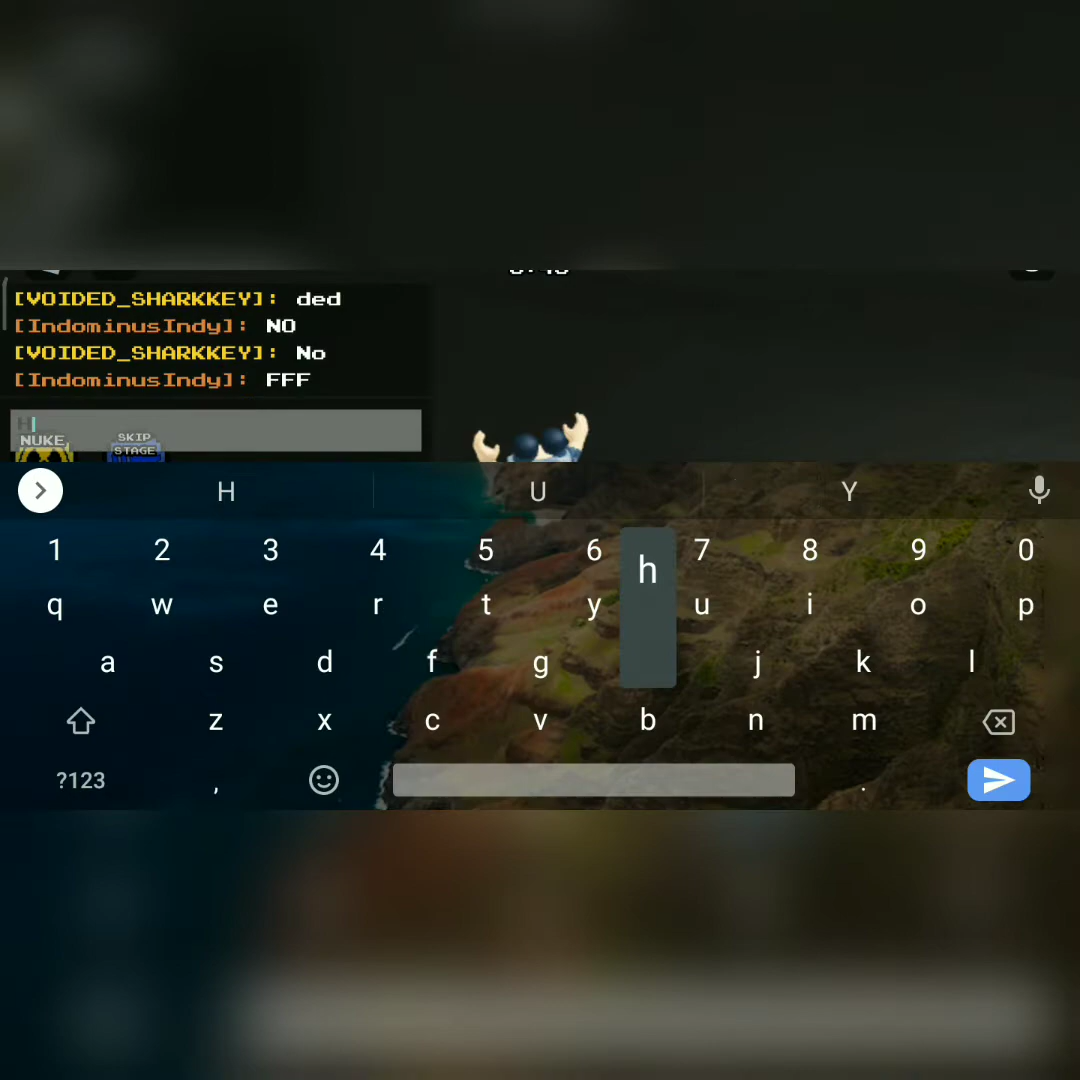 [VOIDED_SHARKKEY]: ded
[IndominusIndy]: NO
[VOIDED_SHARKKEY]: No
[IndominusIndy]: FFF
H
NUKE
SKIP
STAGE
H U Y
1 2 3 4 5 6 7 8 9 0
h
q w e r t y u i o p
a s d f g j k l
z x c v b n m
?123 , .